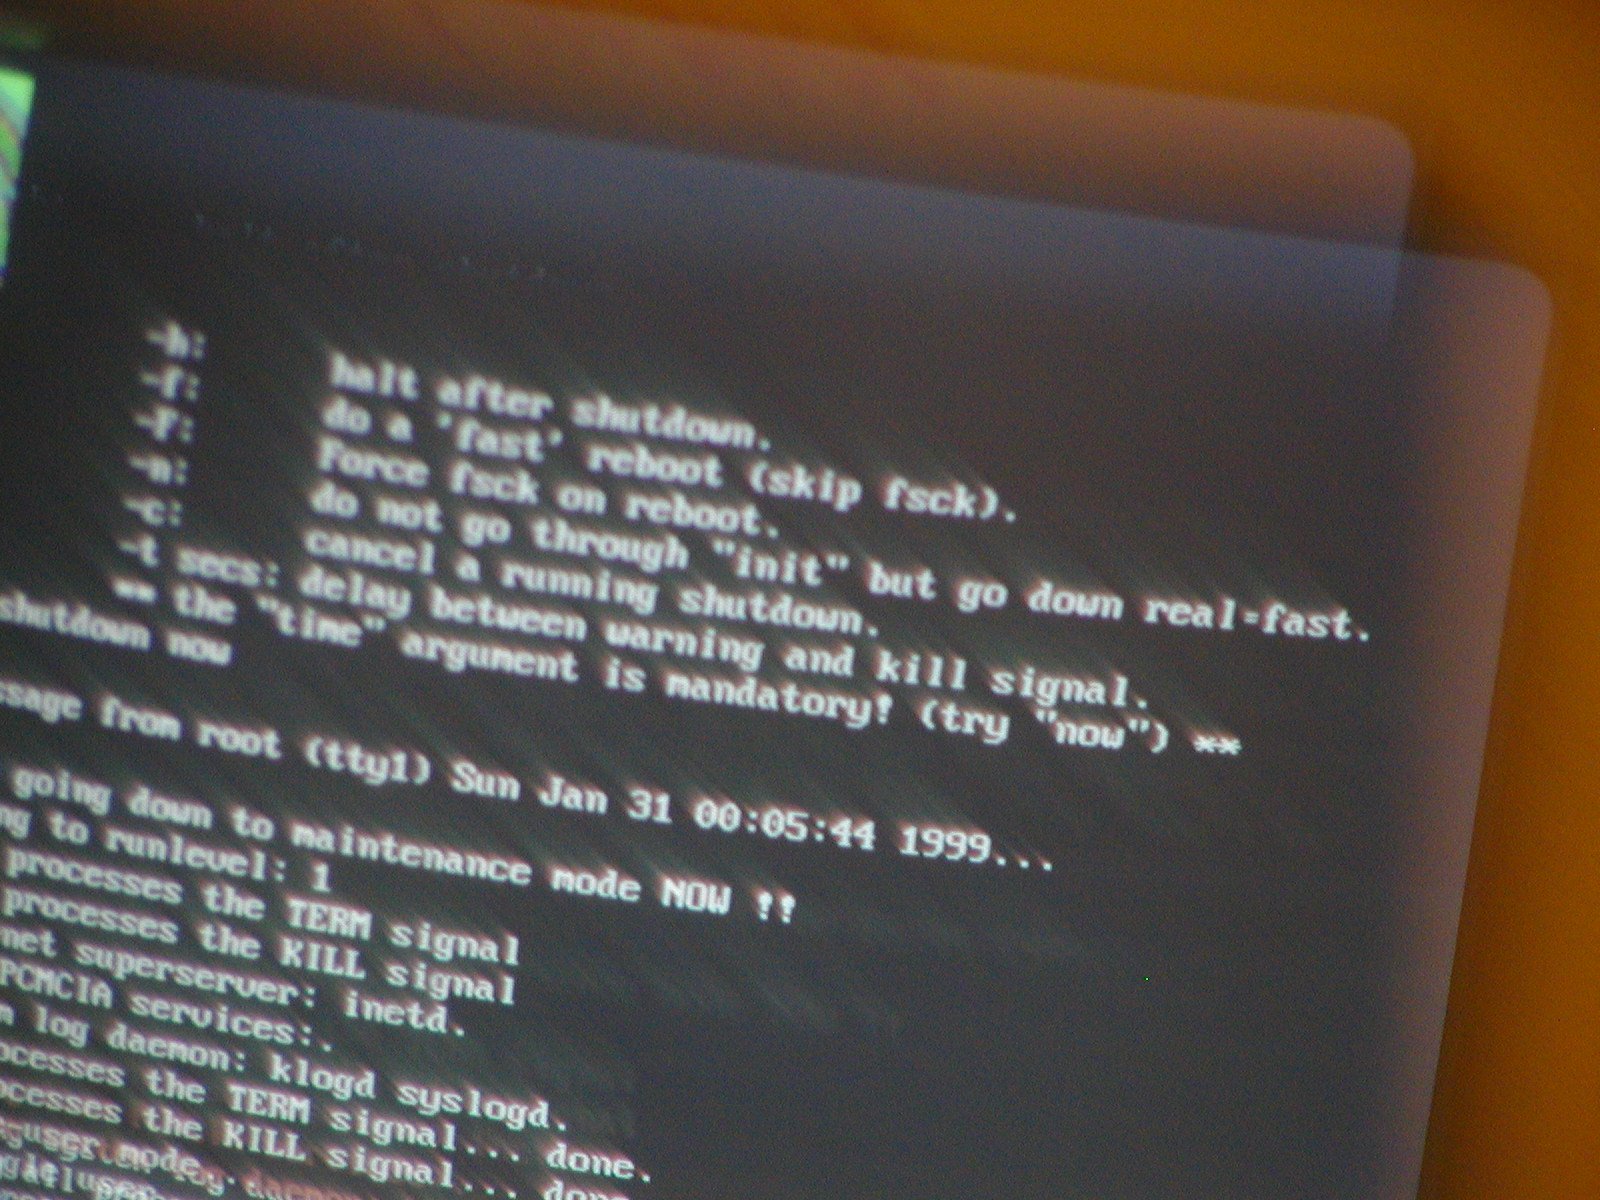 -h: halt after shutdown.
-f: do a 'fast' reboot (skip fsck).
-F: Force fsck on reboot.
-n: do not go through "init" but go down real-fast.
-c: cancel a running shutdown.
-t secs: delay between warning and kill signal.
** the "time" argument is mandatory! (try "now") **
shutdown now
ssage from root (tty1) Sun Jan 31 00:05:44 1999...
going down to maintenance mode NOW !!
ng to runlevel: 1
processes the TERM signal
processes the KILL signal
net superserver: inetd.
PCMCIA services:.
m log daemon: klogd syslogd.
ocesses the TERM signal... done.
ocesses the KILL signal... done
user mode..